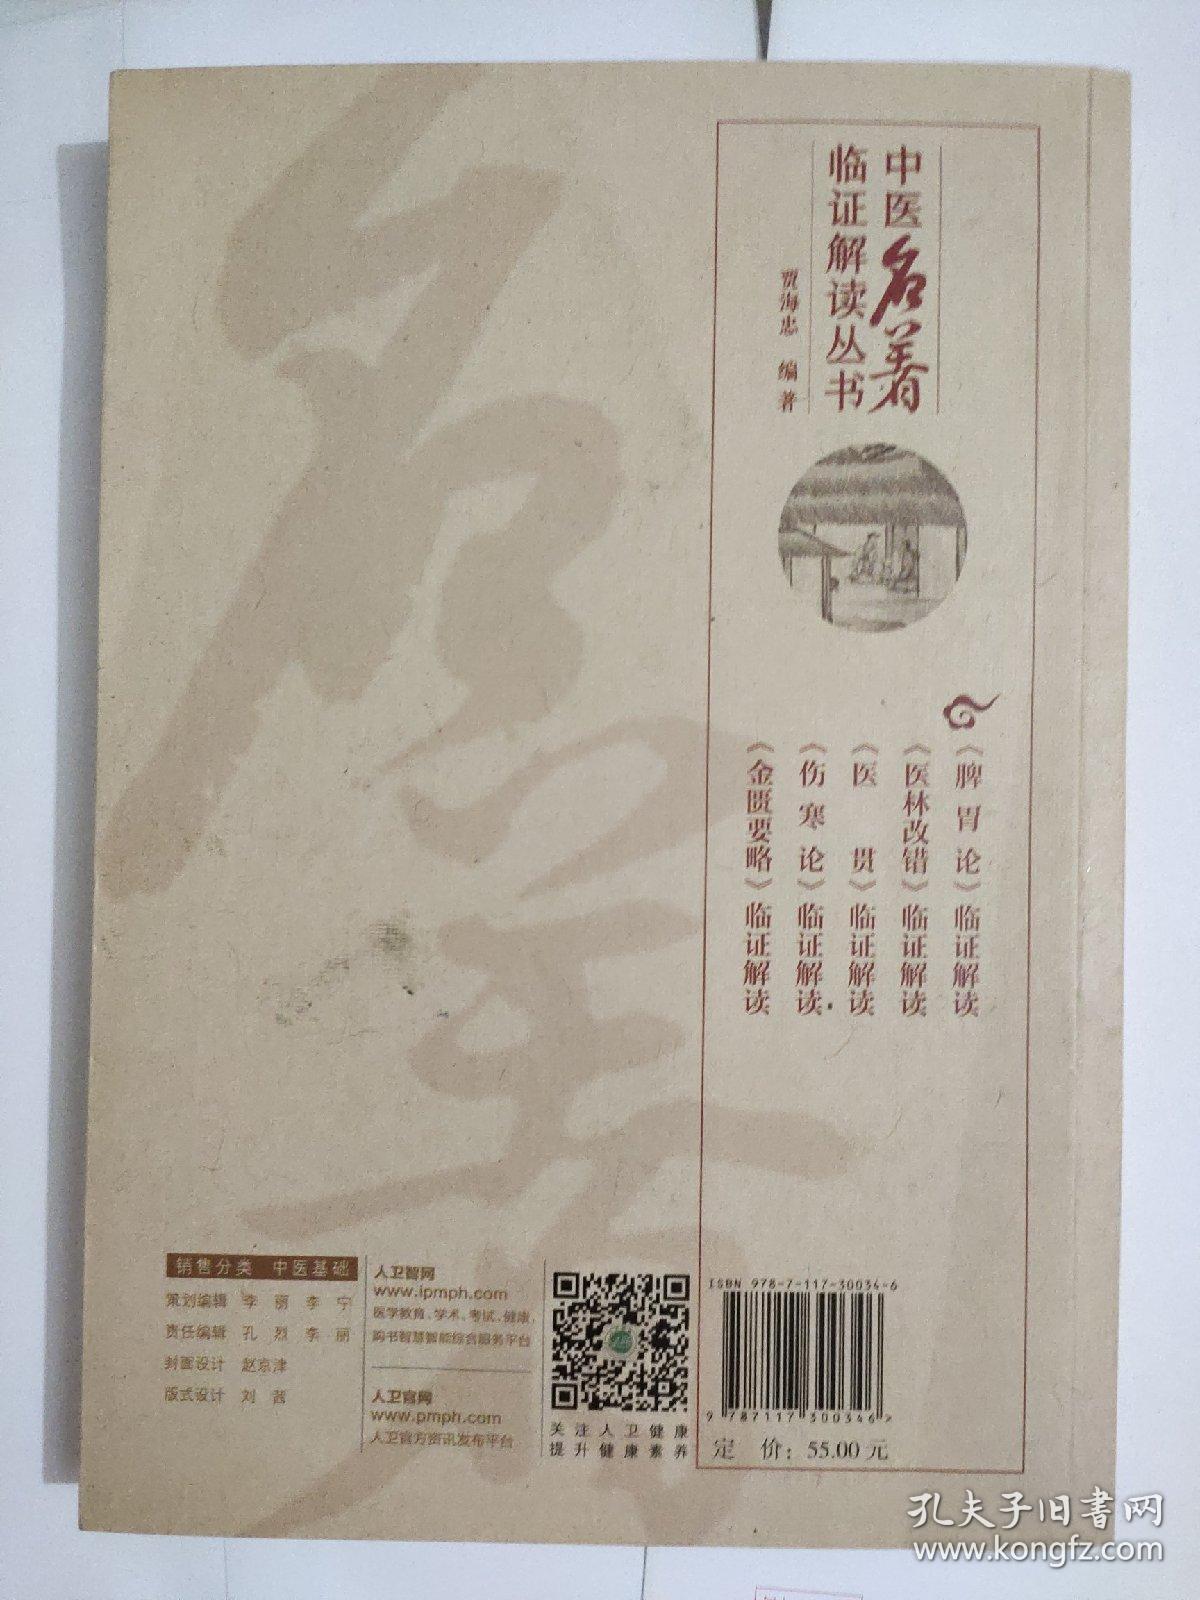 中医名著
临证解读丛书
贾海忠 编著
《脾胃论》临证解读
《医林改错》临证解读
《医贯》临证解读
《伤寒论》临证解读
《金匮要略》临证解读
销售分类 中医基础
策划编辑 李丽 李宁
责任编辑 孔烈 李丽
封面设计 赵京津
版式设计 刘茜
人卫智网
www.ipmph.com
医学教育、学术、考试、健康,
购书智慧智能综合服务平台
人卫官网
www.pmph.com
人卫官方资讯发布平台
关注人卫健康
提升健康素养
ISBN 978-7-117-30034-6
9 787117 300346 >
定 价: 55.00 元
孔夫子旧书网
www.kongfz.com